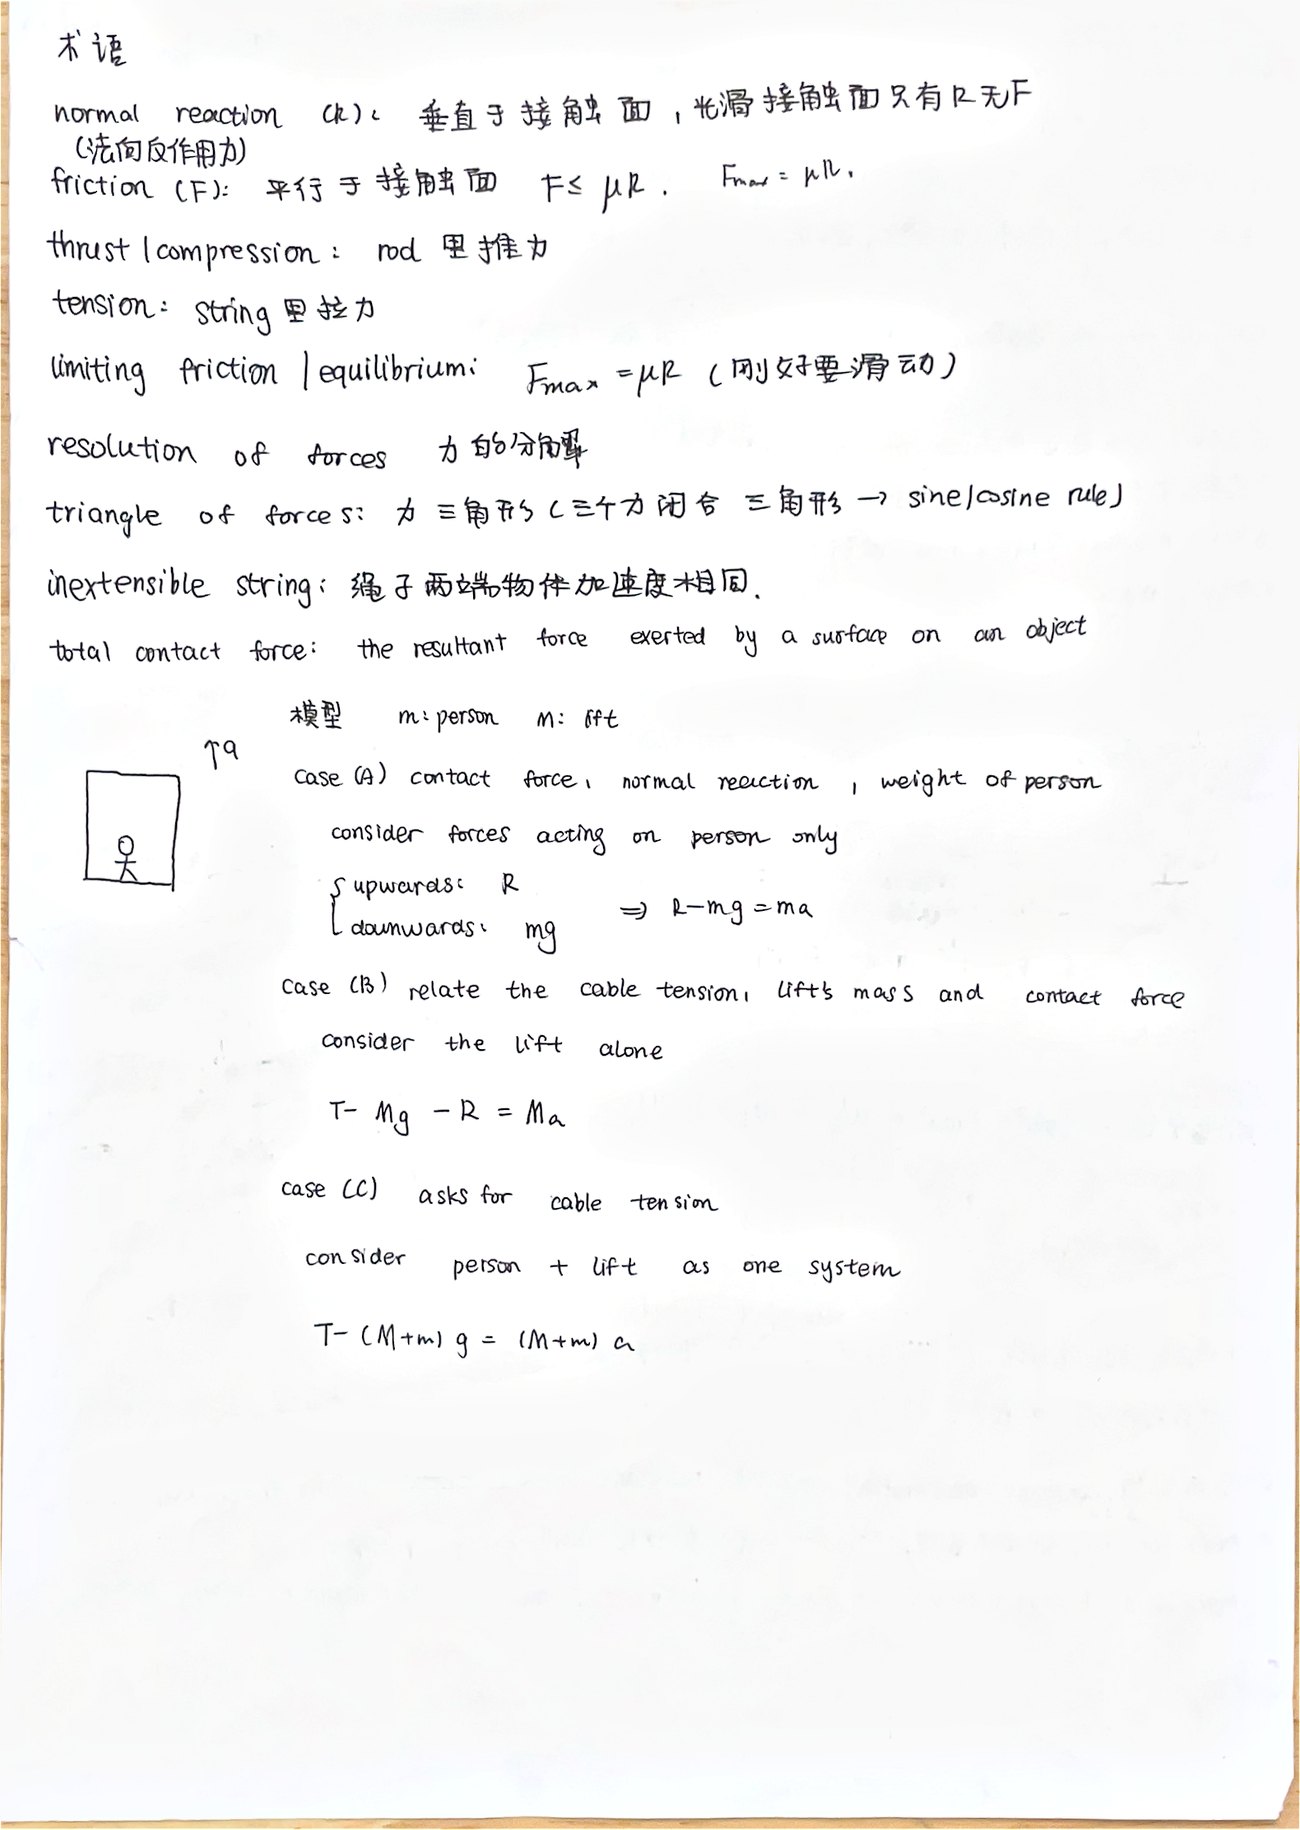 术语
normal reaction (R): 垂直于接触面,光滑接触面只有R无F
(法向反作用力)
friction (F): 平行于接触面 F≤ μR. Fmax = μR.
thrust | compression: rod 里推力
tension: string 里拉力
limiting friction | equilibrium: Fmax = μR (刚好要滑动)
resolution of forces 力的分解
triangle of forces: 力三角形(三个力闭合三角形 → sine/cosine rule)
inextensible string: 绳子两端物体加速度相同.
total contact force: the resultant force exerted by a surface on an object
模型 m: person M: lift
↑a
case (A) contact force, normal reaction, weight of person
consider forces acting on person only
{ upwards: R
downwards: mg ⇒ R-mg=ma
case (B) relate the cable tension, lift's mass and contact force
consider the lift alone
T- Mg - R = Ma
case (C) asks for cable tension
consider person + lift as one system
T- (M+m) g = (M+m) a